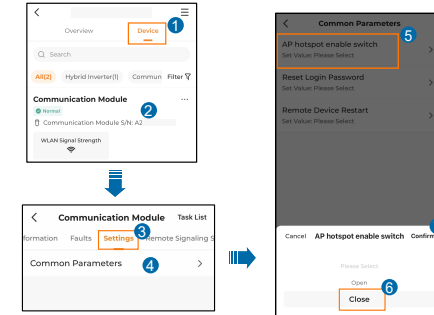 Overview Device 1
Search
All(2) Hybrid Inverter(1) Commun Filter
Communication Module ...
Normal 2
Communication Module S/N: A2
WLAN Signal Strength
Communication Module Task List
formation Faults Settings 3 Remote Signaling S
Common Parameters 4
Common Parameters
5
AP hotspot enable switch
Set Value: Please Select
Reset Login Password
Set Value: Please Select
Remote Device Restart
Set Value: Please Select
Cancel AP hotspot enable switch Confirm
Please Select
Open
6
Close